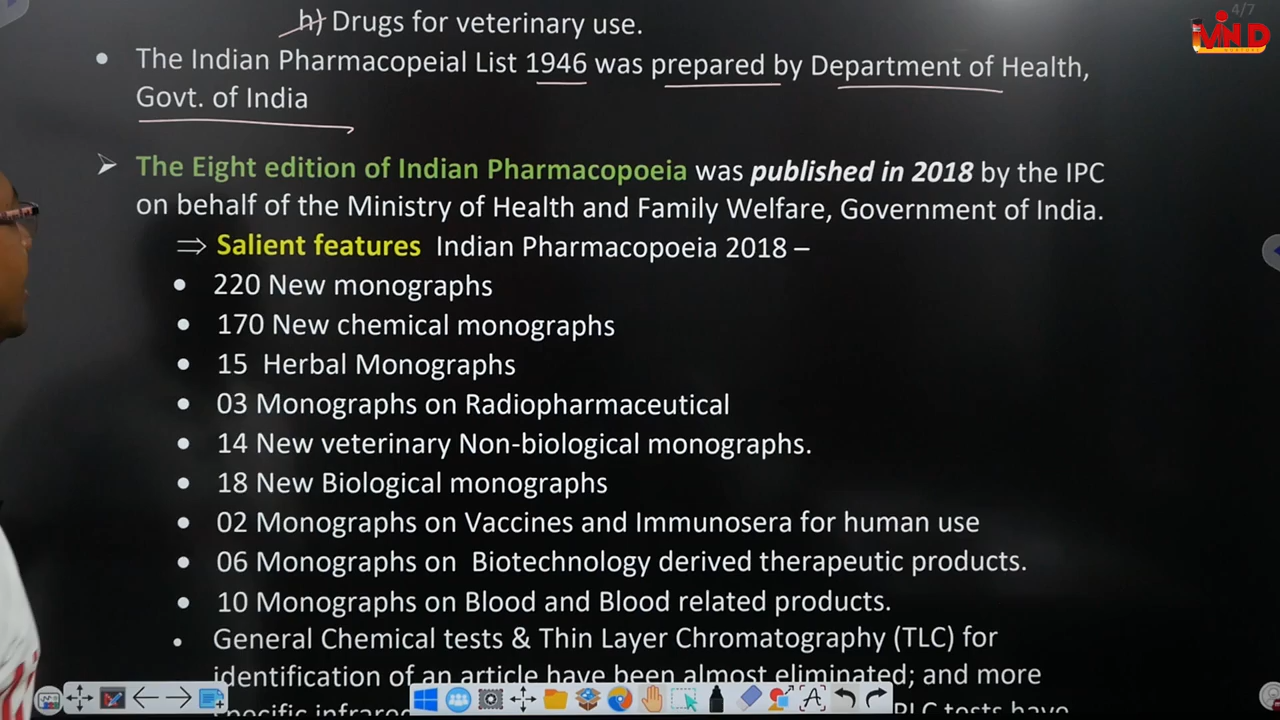 h) Drugs for veterinary use.
4/7
MIND
• The Indian Pharmacopeial List 1946 was prepared by Department of Health,
Govt. of India
➤ The Eight edition of Indian Pharmacopoeia was published in 2018 by the IPC
on behalf of the Ministry of Health and Family Welfare, Government of India.
⇒ Salient features Indian Pharmacopoeia 2018 –
• 220 New monographs
• 170 New chemical monographs
• 15 Herbal Monographs
• 03 Monographs on Radiopharmaceutical
• 14 New veterinary Non-biological monographs.
• 18 New Biological monographs
• 02 Monographs on Vaccines and Immunosera for human use
• 06 Monographs on Biotechnology derived therapeutic products.
• 10 Monographs on Blood and Blood related products.
• General Chemical tests & Thin Layer Chromatography (TLC) for
identification of an article have been almost eliminated; and more
tests have